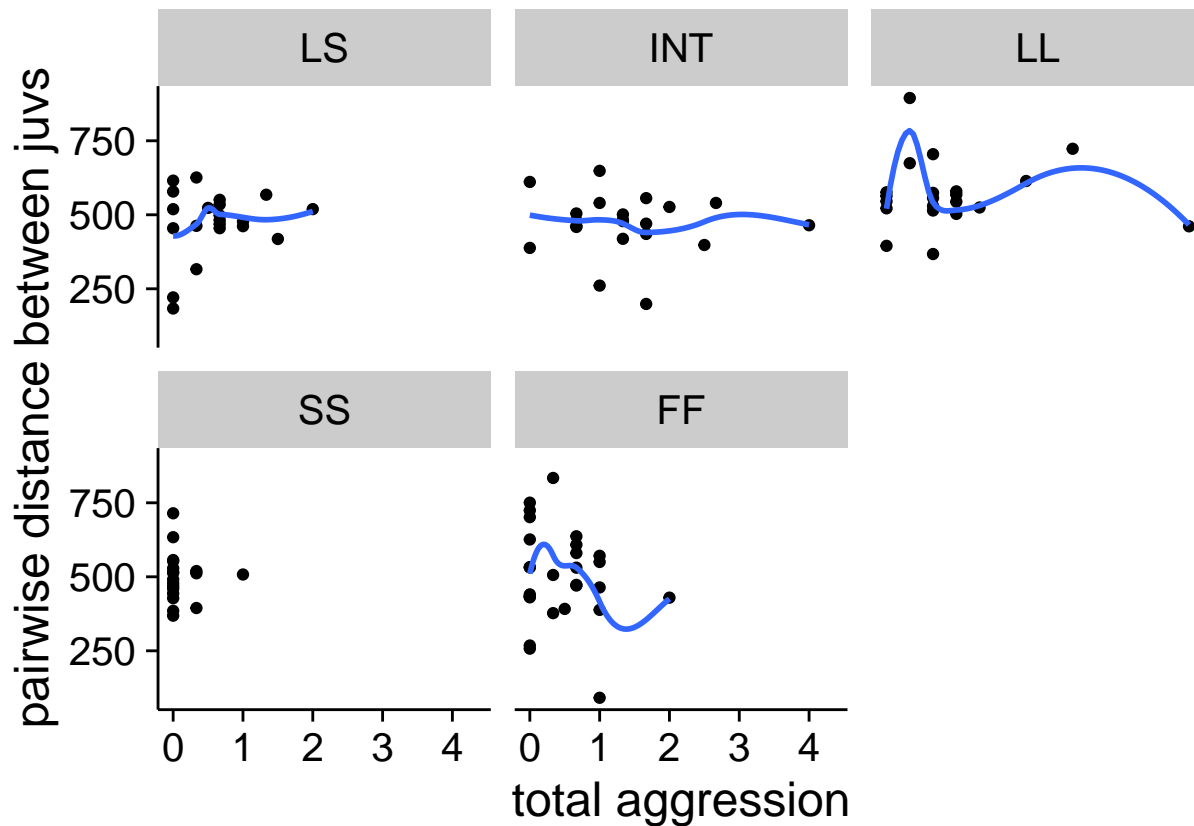 pairwise distance between juvs
LS
INT
LL
750
500
250
SS
FF
750
500
250
0 1 2 3 4
0 1 2 3 4
total aggression